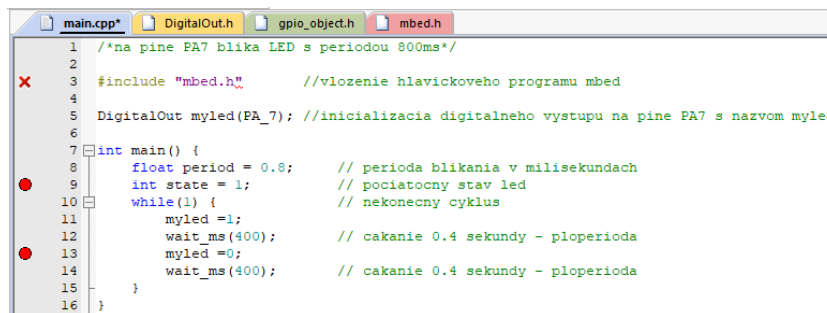 main.cpp* DigitalOut.h gpio_object.h mbed.h
1 /*na pine PA7 blika LED s periodou 800ms*/
2
3 #include "mbed.h" //vlozenie hlavickoveho programu mbed
4
5 DigitalOut myled(PA_7); //inicializacia digitalneho vystupu na pine PA7 s nazvom myled
6
7 int main() {
8 float period = 0.8; // perioda blikania v milisekundach
9 int state = 1; // pociatocny stav led
10 while(1) { // nekonecny cyklus
11 myled =1;
12 wait_ms(400); // cakanie 0.4 sekundy - ploperioda
13 myled =0;
14 wait_ms(400); // cakanie 0.4 sekundy - ploperioda
15 }
16 }